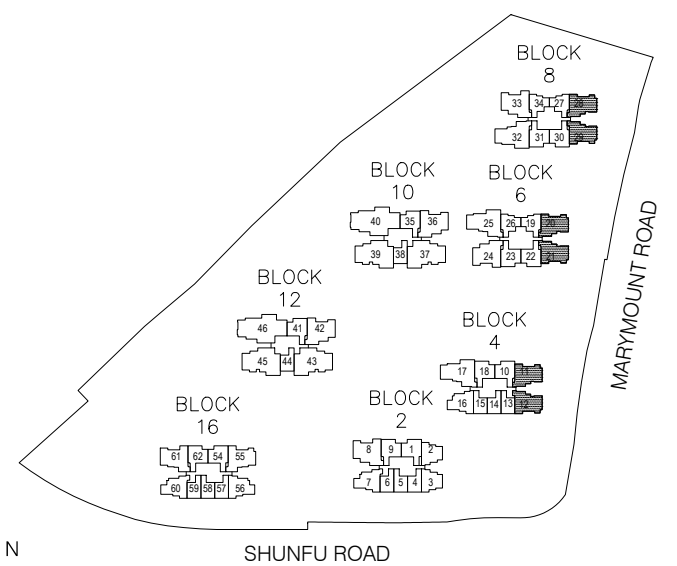 BLOCK
8
33 34 27 28
32 31 30 29
BLOCK
10
40 35 36
39 38 37
BLOCK
6
25 26 19 20
24 23 22 21
MARYMOUNT ROAD
BLOCK
12
46 41 42
45 44 43
BLOCK
4
17 18 10 11
16 15 14 13 12
BLOCK
16
61 62 54 55
60 59 58 57 56
BLOCK
2
8 9 1 2
7 6 5 4 3
N
SHUNFU ROAD